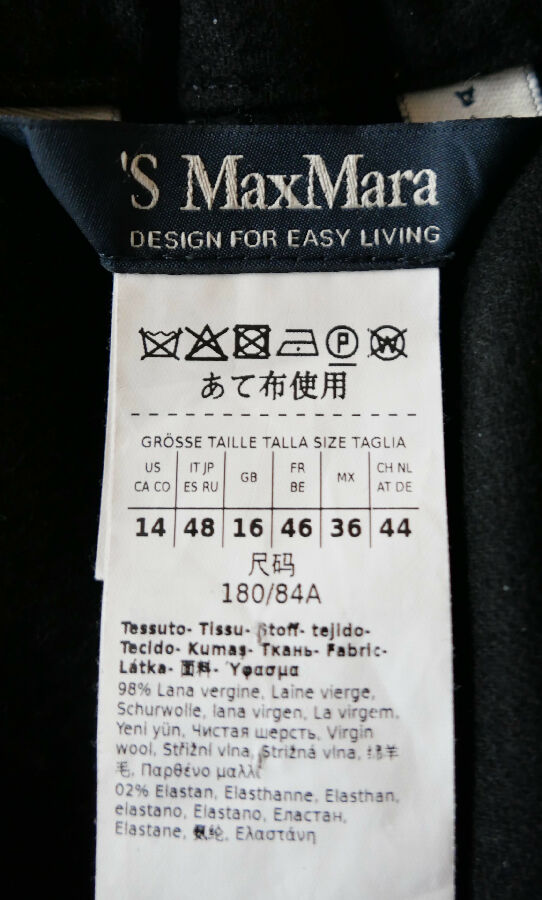 'S MaxMara
DESIGN FOR EASY LIVING
あて布使用
GRÖSSE TAILLE TALLA SIZE TAGLIA
US CA CO | IT JP ES RU | GB | FR BE | MX | CH NL AT DE
14 | 48 | 16 | 46 | 36 | 44
尺码
180/84A
Tessuto- Tissu- Stoff- tejido-
Tecido- Kumaş- Ткань- Fabric-
Látka- 面料- Ύφασμα
98% Lana vergine, Laine vierge,
Schurwolle, lana virgen, La virgem,
Yeni yün, Чистая шерсть, Virgin
wool, Střižní vlna, Strižná vlna, 绵羊
毛, Παρθένο μαλλί
02% Elastan, Elasthanne, Elasthan,
elastano, Elastano, Еластан,
Elastane, 氨纶, Ελαστάνη